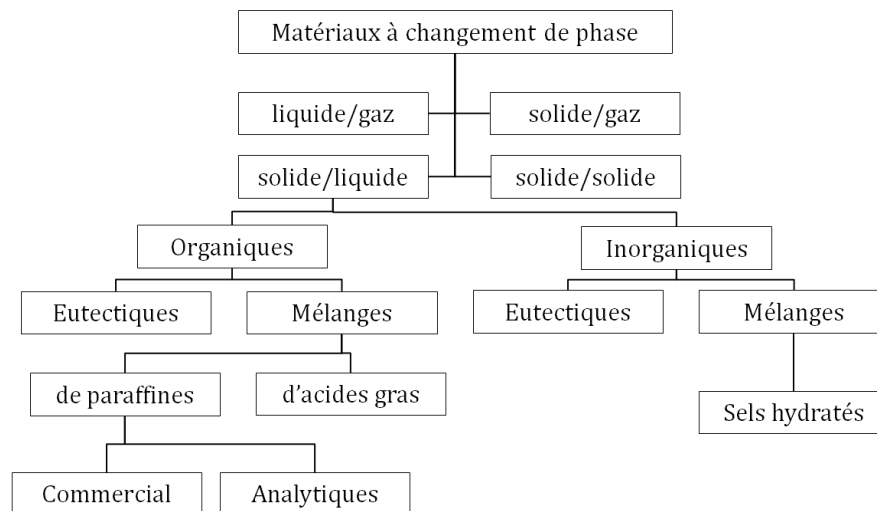 Matériaux à changement de phase
liquide/gaz
solide/gaz
solide/liquide
solide/solide
Organiques
Inorganiques
Eutectiques
Mélanges
Eutectiques
Mélanges
de paraffines
d'acides gras
Sels hydratés
Commercial
Analytiques